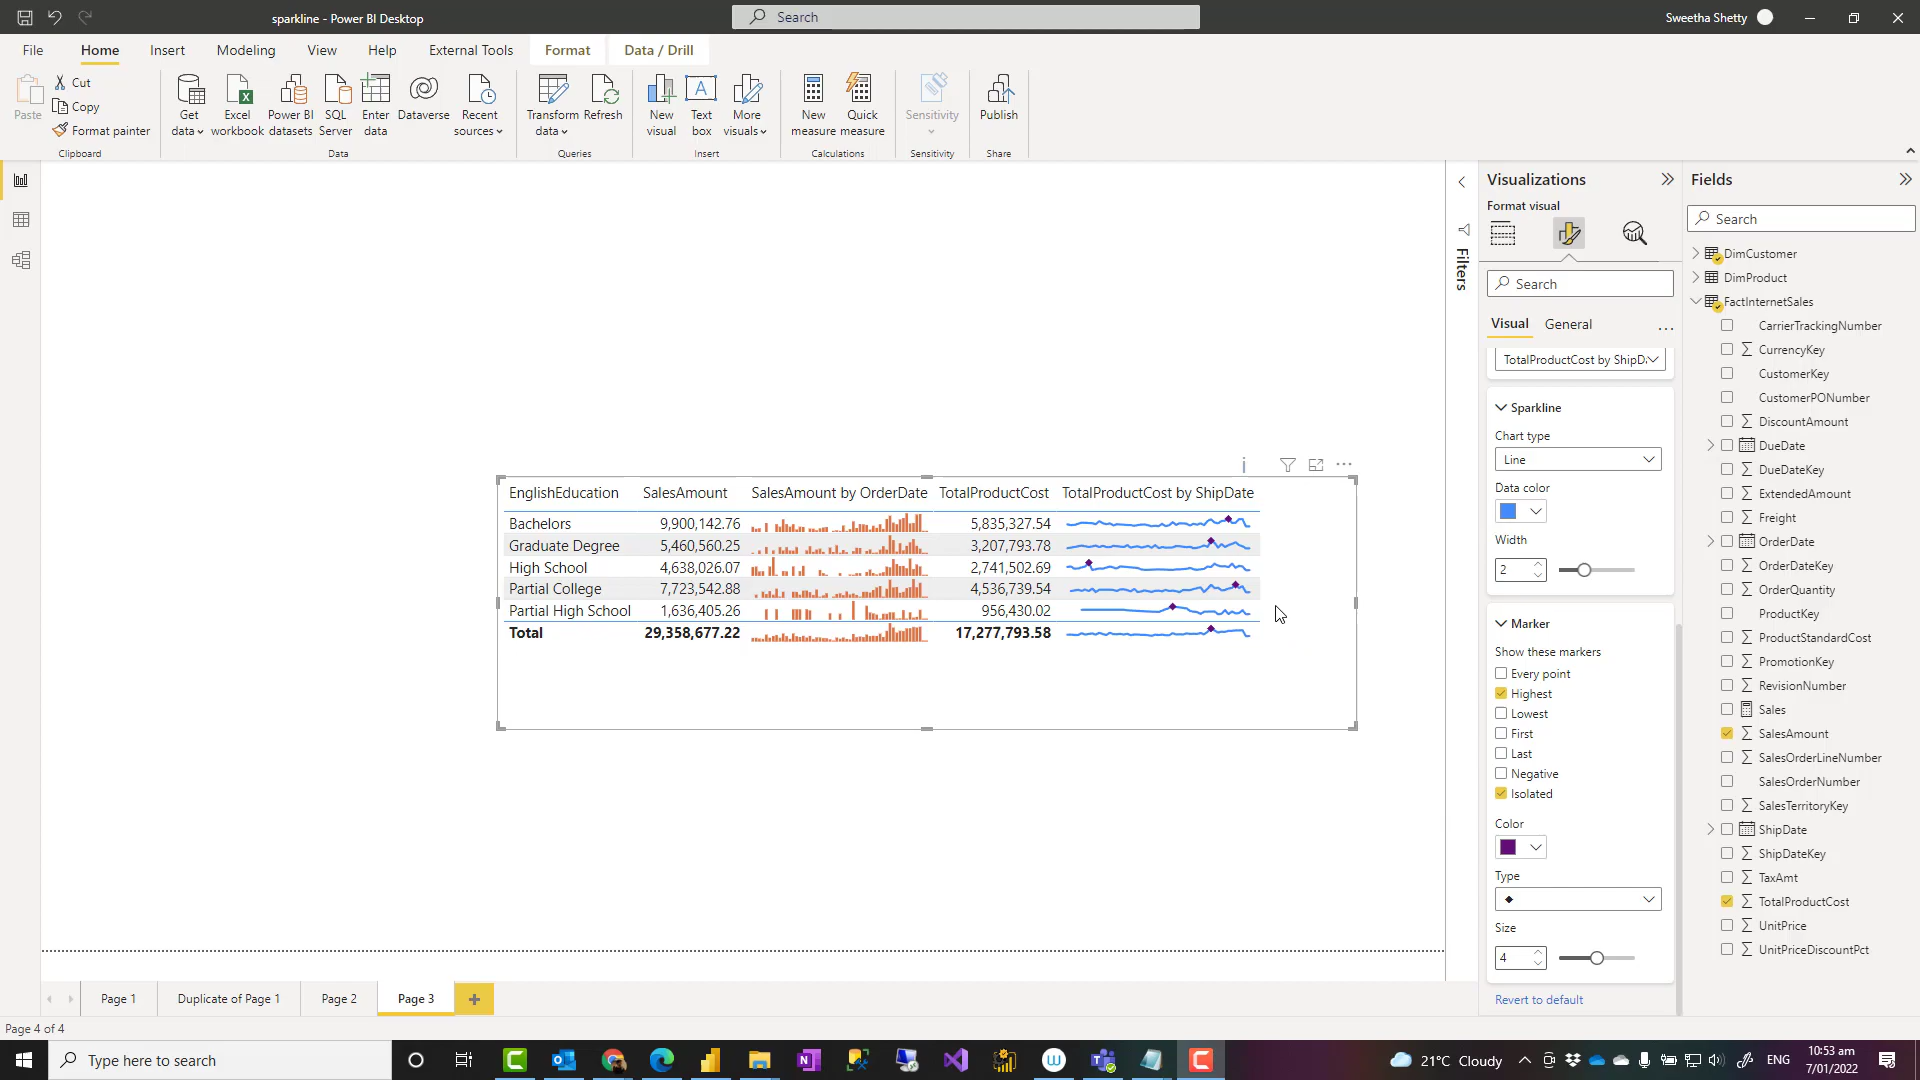 sparkline - Power BI Desktop
Search
Sweetha Shetty
File
Home
Insert
Modeling
View
Help
External Tools
Format
Data / Drill
Paste
Cut
Copy
Format painter
Get data
Excel workbook
Power BI datasets
SQL Server
Enter data
Dataverse
Recent sources
Transform data
Refresh
New visual
Text box
More visuals
New measure
Quick measure
Sensitivity
Publish
Clipboard
Data
Queries
Insert
Calculations
Sensitivity
Share
EnglishEducation SalesAmount SalesAmount by OrderDate TotalProductCost TotalProductCost by ShipDate
Bachelors 9,900,142.76 5,835,327.54
Graduate Degree 5,460,560.25 3,207,793.78
High School 4,638,026.07 2,741,502.69
Partial College 7,723,542.88 4,536,739.54
Partial High School 1,636,405.26 956,430.02
Total 29,358,677.22 17,277,793.58
Filters
Visualizations
Format visual
Search
Visual
General
TotalProductCost by ShipD
Sparkline
Chart type
Line
Data color
Width
2
Marker
Show these markers
Every point
Highest
Lowest
First
Last
Negative
Isolated
Color
Type
Size
4
Revert to default
Fields
Search
DimCustomer
DimProduct
FactInternetSales
CarrierTrackingNumber
CurrencyKey
CustomerKey
CustomerPONumber
DiscountAmount
DueDate
DueDateKey
ExtendedAmount
Freight
OrderDate
OrderDateKey
OrderQuantity
ProductKey
ProductStandardCost
PromotionKey
RevisionNumber
Sales
SalesAmount
SalesOrderLineNumber
SalesOrderNumber
SalesTerritoryKey
ShipDate
ShipDateKey
TaxAmt
TotalProductCost
UnitPrice
UnitPriceDiscountPct
Page 1
Duplicate of Page 1
Page 2
Page 3
Page 4 of 4
Type here to search
21°C Cloudy
ENG
10:53 am
7/01/2022